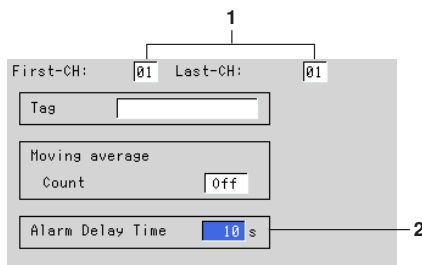 1
First-CH: 01 Last-CH: 01
Tag
Moving average
Count Off
Alarm Delay Time 10 s
2